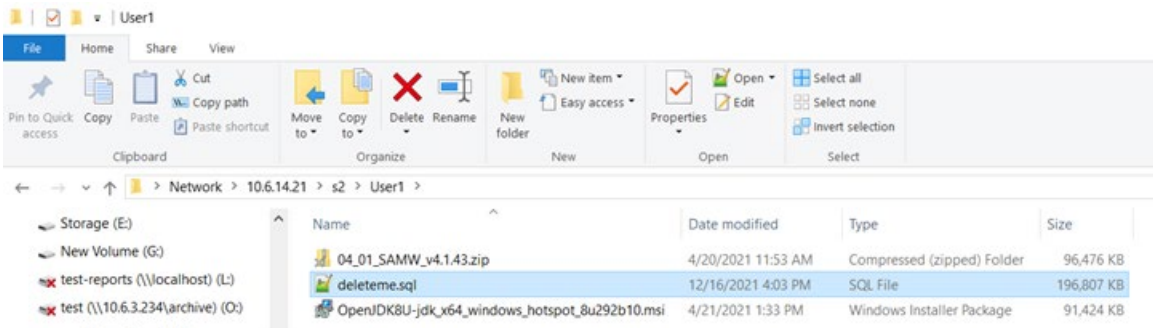 User1
File Home Share View
Pin to Quick access
Copy
Paste
Cut
Copy path
Paste shortcut
Clipboard
Move to
Copy to
Delete
Rename
Organize
New folder
New item
Easy access
New
Properties
Open
Edit
Open
Select all
Select none
Invert selection
Select
> Network > 10.6.14.21 > s2 > User1 >
Storage (E:)
New Volume (G:)
test-reports (\\localhost) (L:)
test (\\10.6.3.234\archive) (O:)
Name Date modified Type Size
04_01_SAMW_v4.1.43.zip 4/20/2021 11:53 AM Compressed (zipped) Folder 96,476 KB
deleteme.sql 12/16/2021 4:03 PM SQL File 196,807 KB
OpenJDK8U-jdk_x64_windows_hotspot_8u292b10.msi 4/21/2021 1:33 PM Windows Installer Package 91,424 KB